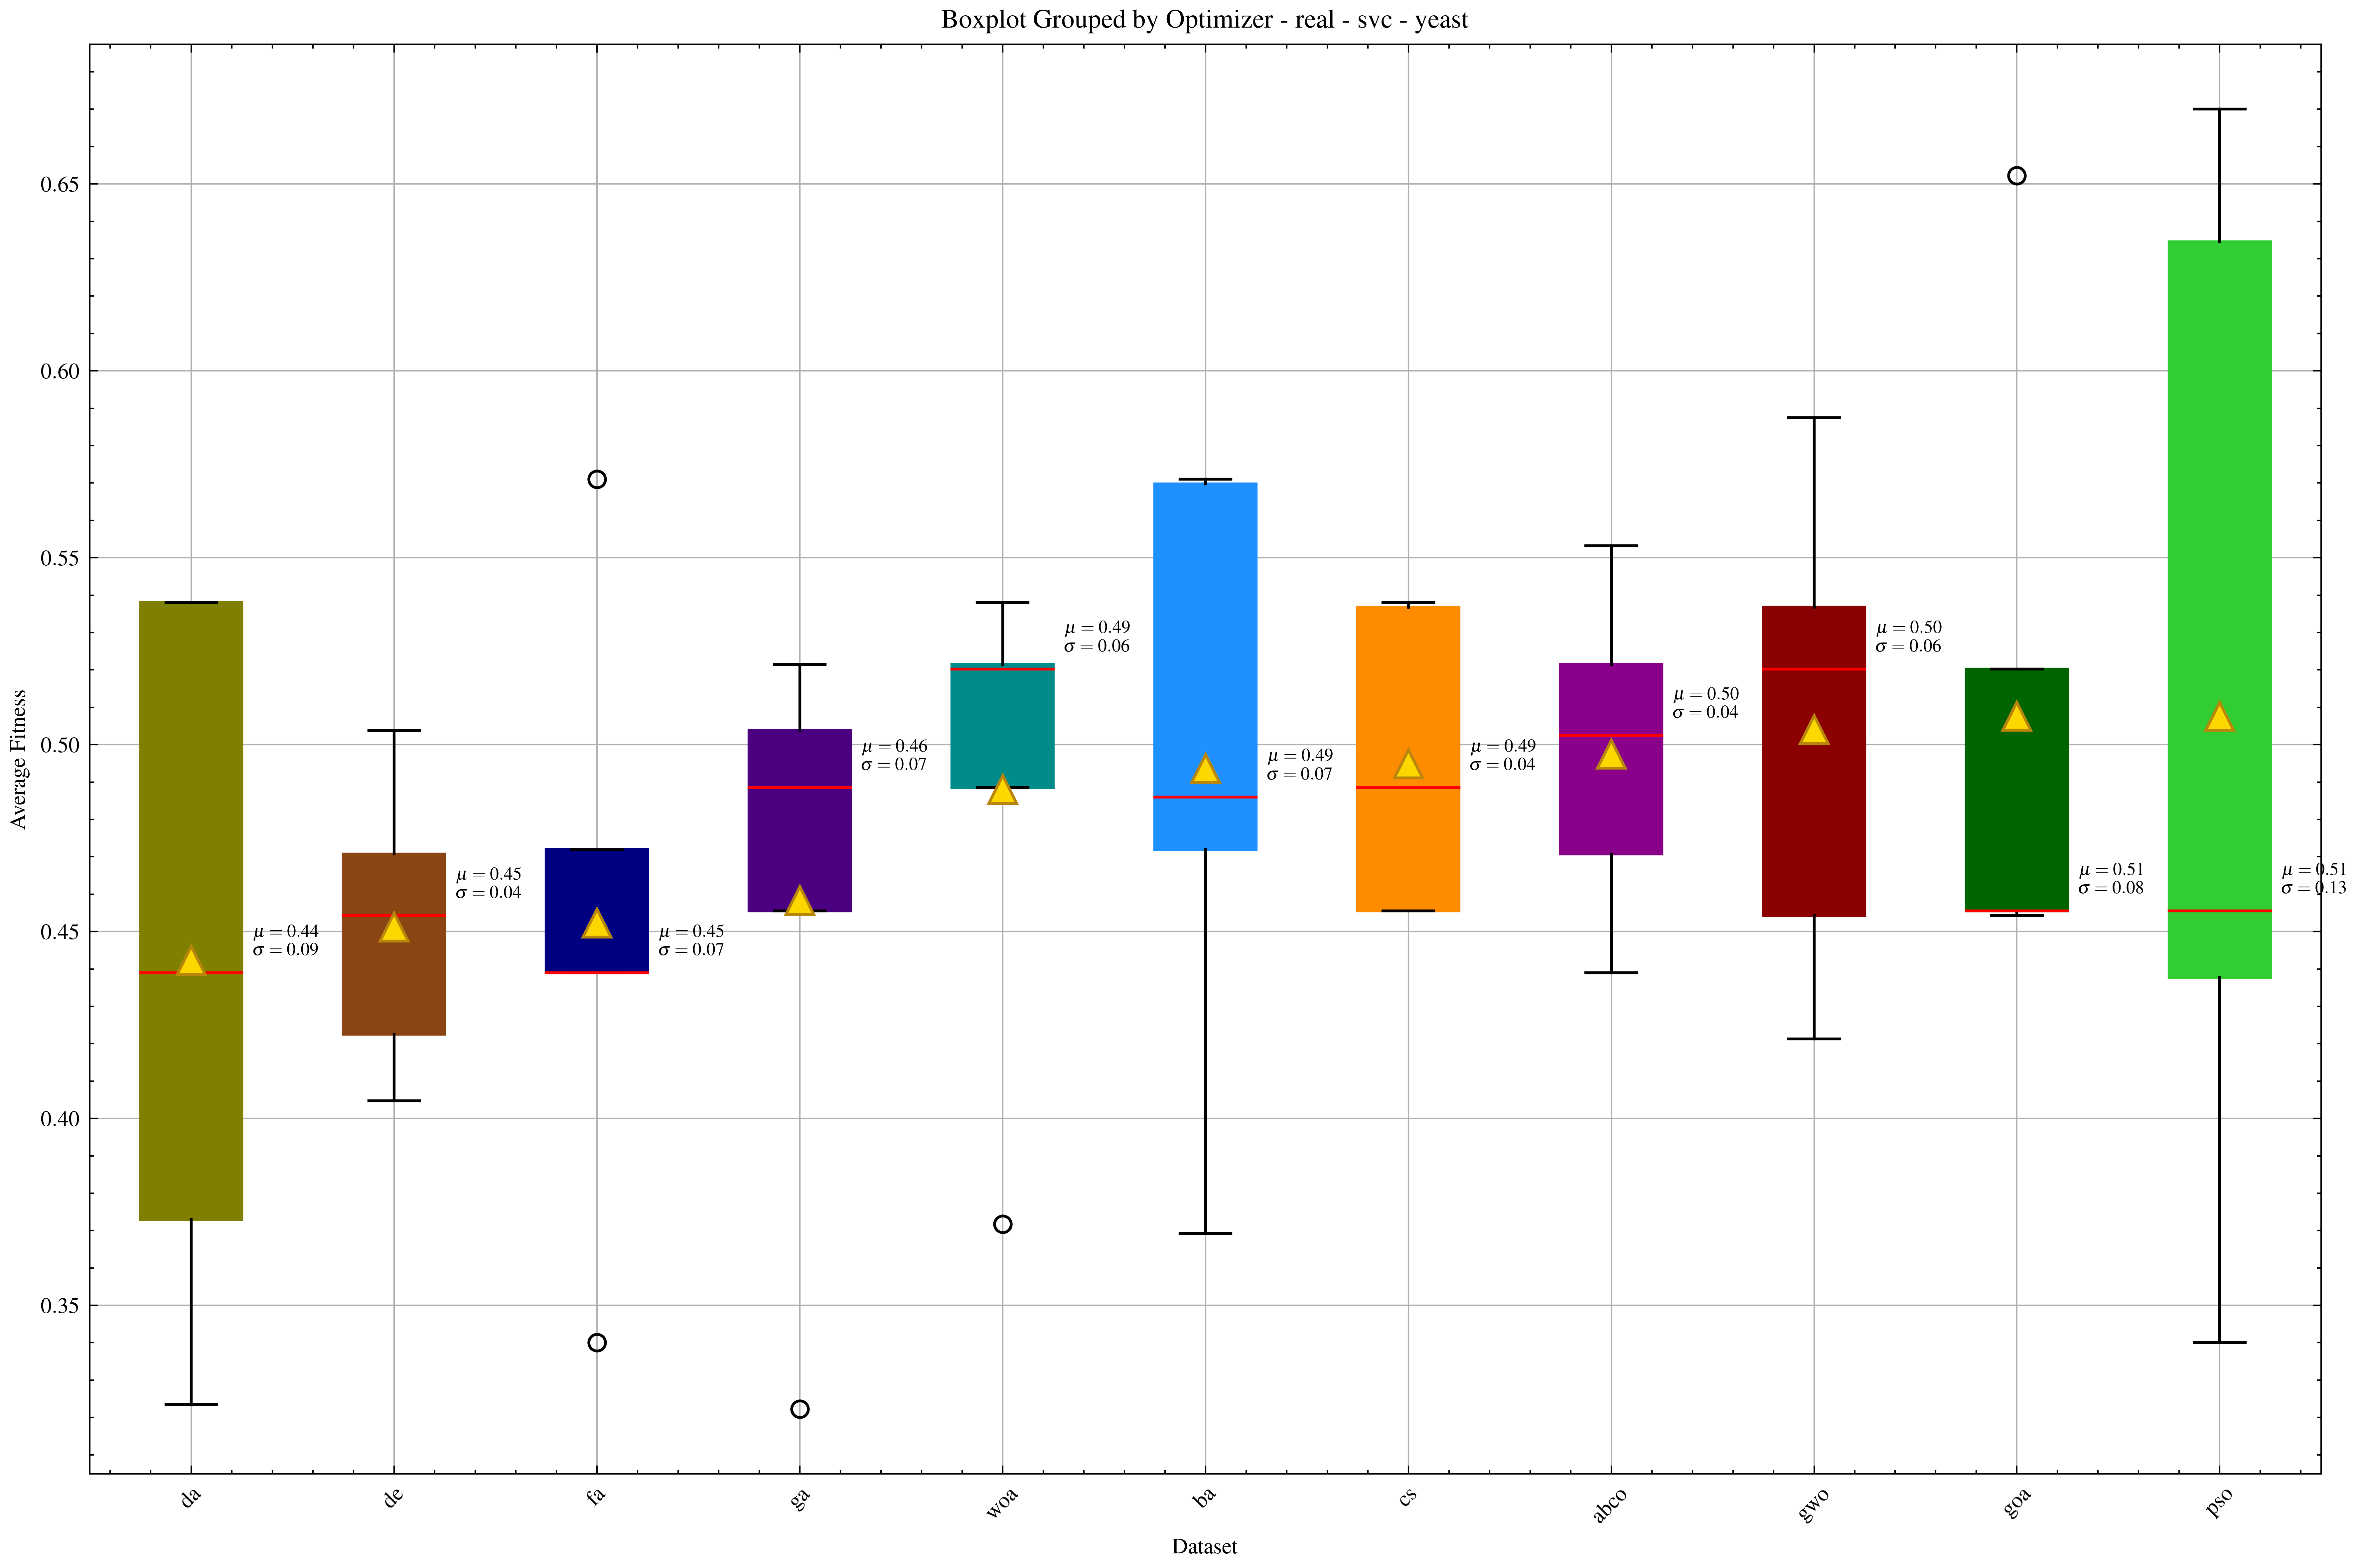 Boxplot Grouped by Optimizer - real - svc - yeast
Average Fitness
0.65
0.60
0.55
0.50
0.45
0.40
0.35
μ = 0.44
σ = 0.09
μ = 0.45
σ = 0.04
μ = 0.45
σ = 0.07
μ = 0.46
σ = 0.07
μ = 0.49
σ = 0.06
μ = 0.49
σ = 0.07
μ = 0.49
σ = 0.04
μ = 0.50
σ = 0.04
μ = 0.50
σ = 0.06
μ = 0.51
σ = 0.08
μ = 0.51
σ = 0.13
da
de
fa
ga
woa
ba
cs
abco
gwo
goa
pso
Dataset